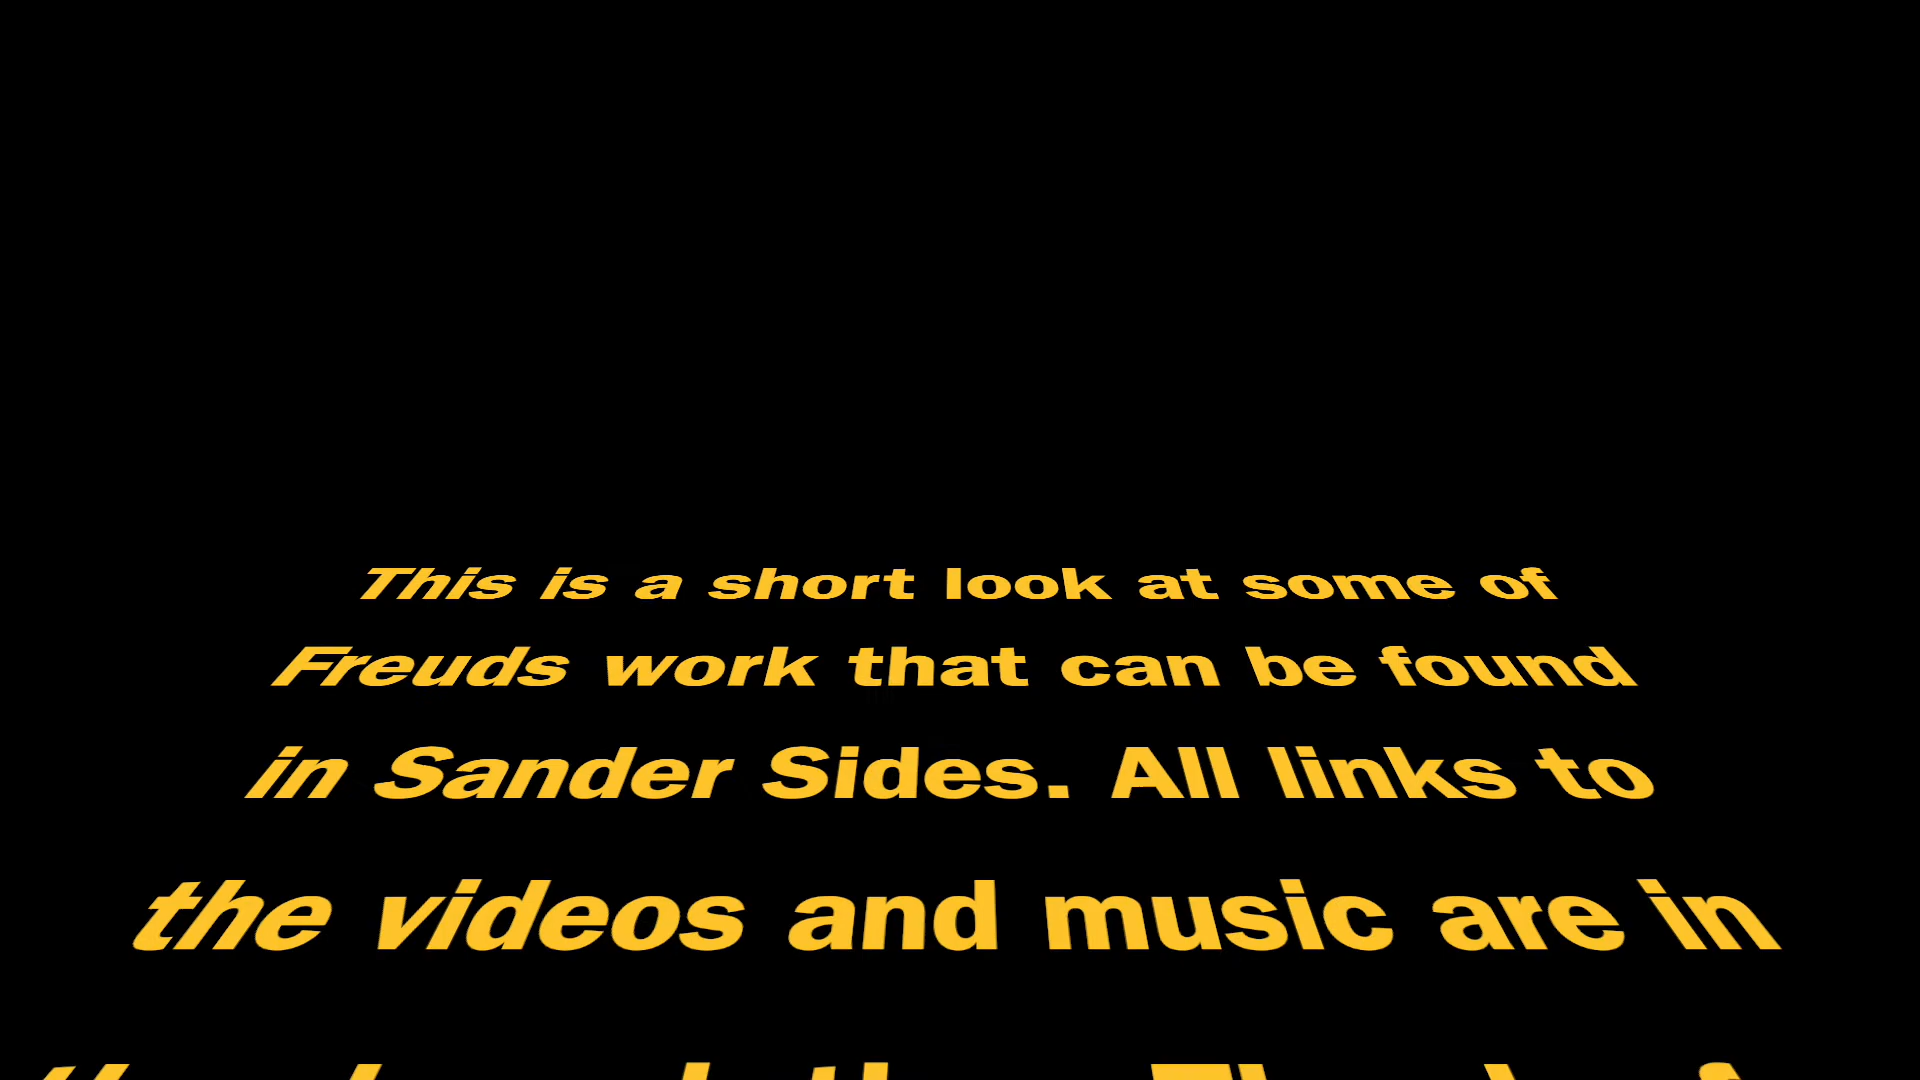 This is a short look at some of
Freuds work that can be found
in Sander Sides. All links to
the videos and music are in